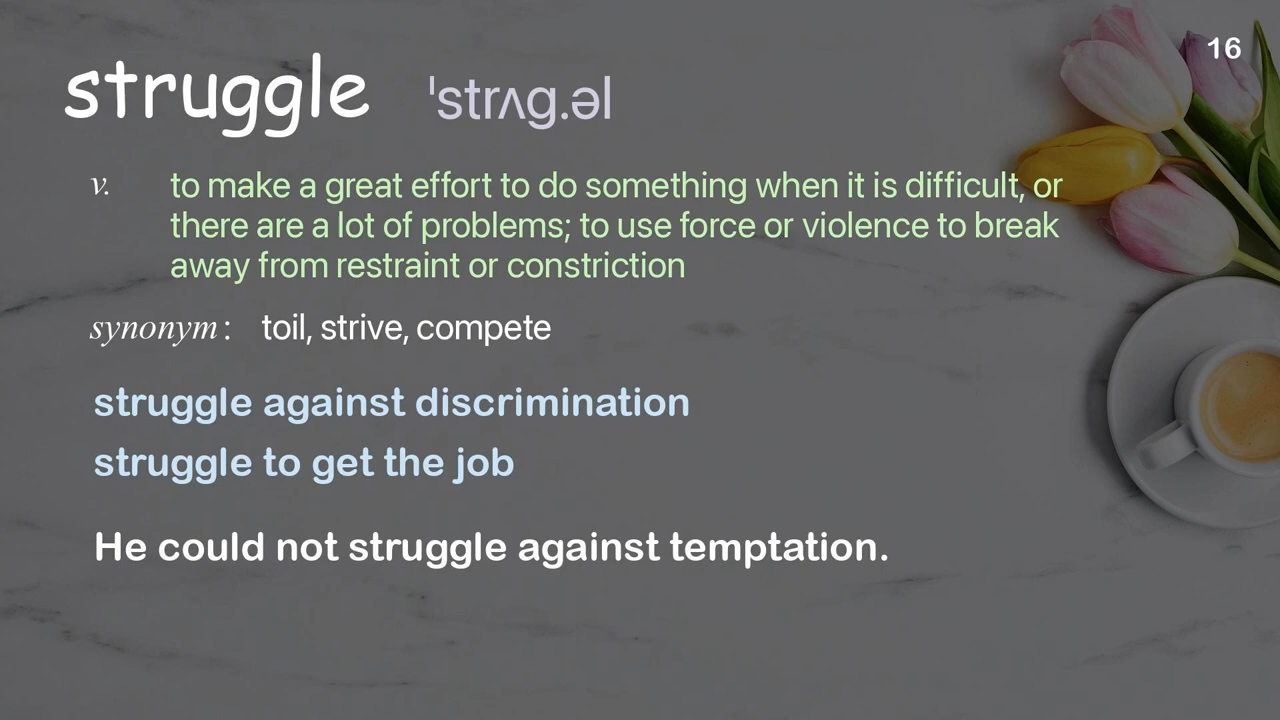 16
struggle ˈstrʌg.əl
v. to make a great effort to do something when it is difficult, or
there are a lot of problems; to use force or violence to break
away from restraint or constriction
synonym: toil, strive, compete
struggle against discrimination
struggle to get the job
He could not struggle against temptation.